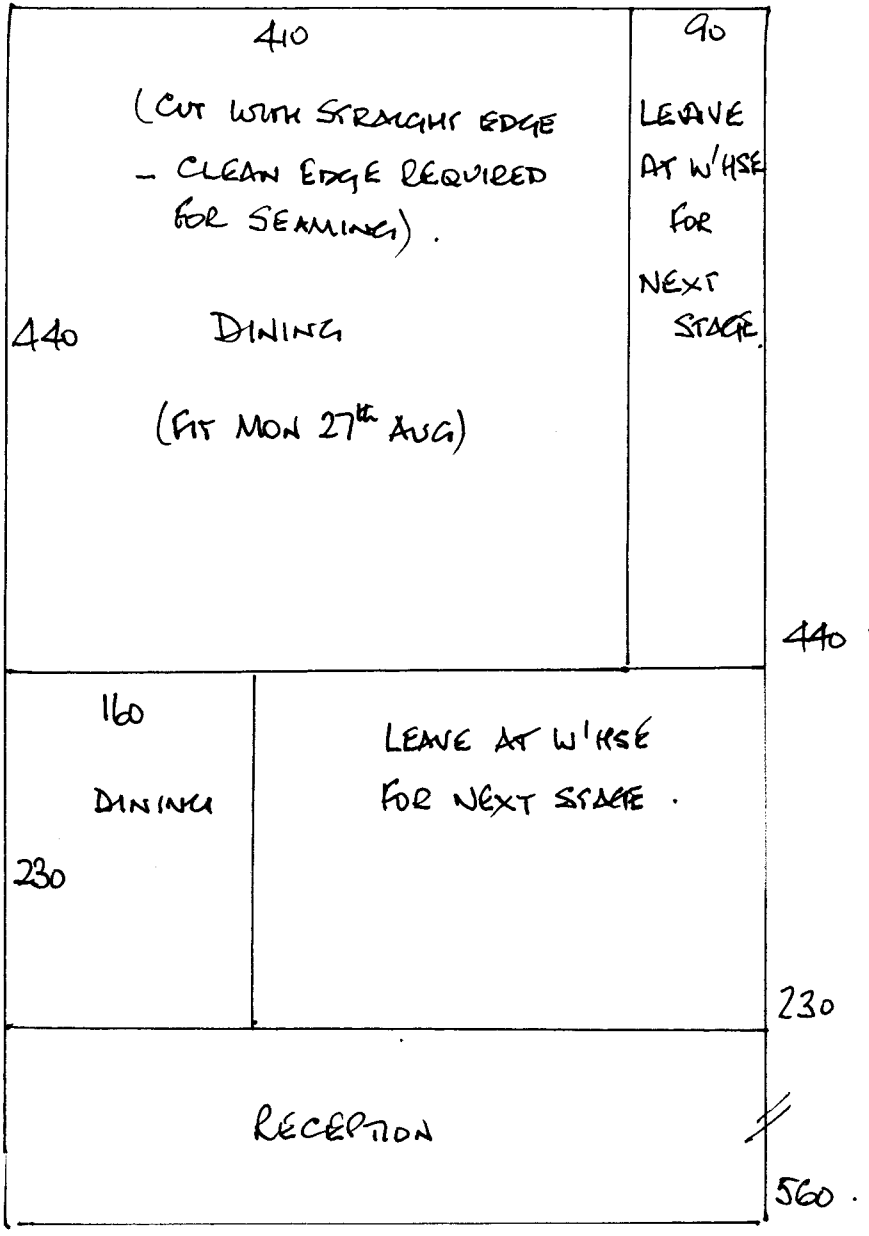 410
(CUT WITH STRAIGHT EDGE
- CLEAN EDGE REQUIRED
FOR SEAMING).
440
DINING
(FIT MON 27th AUG)
90
LEAVE
AT W'HSE
FOR
NEXT
STAGE.
440
160
DINING
230
LEAVE AT W'HSE
FOR NEXT STAGE.
230
RECEPTION
560.